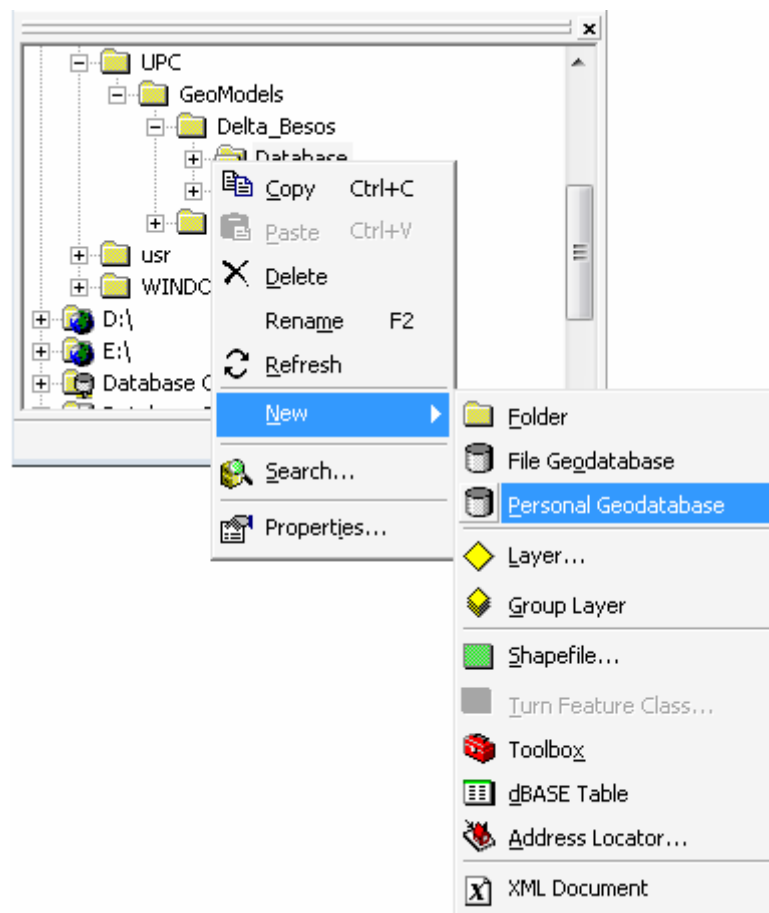 UPC
GeoModels
Delta_Besos
Database
Copy Ctrl+C
Paste Ctrl+V
Delete
usr
WINDO
Rename F2
D:\
E:\
Refresh
Database C
New
Folder
File Geodatabase
Search...
Personal Geodatabase
Properties...
Layer...
Group Layer
Shapefile...
Turn Feature Class...
Toolbox
dBASE Table
Address Locator...
XML Document